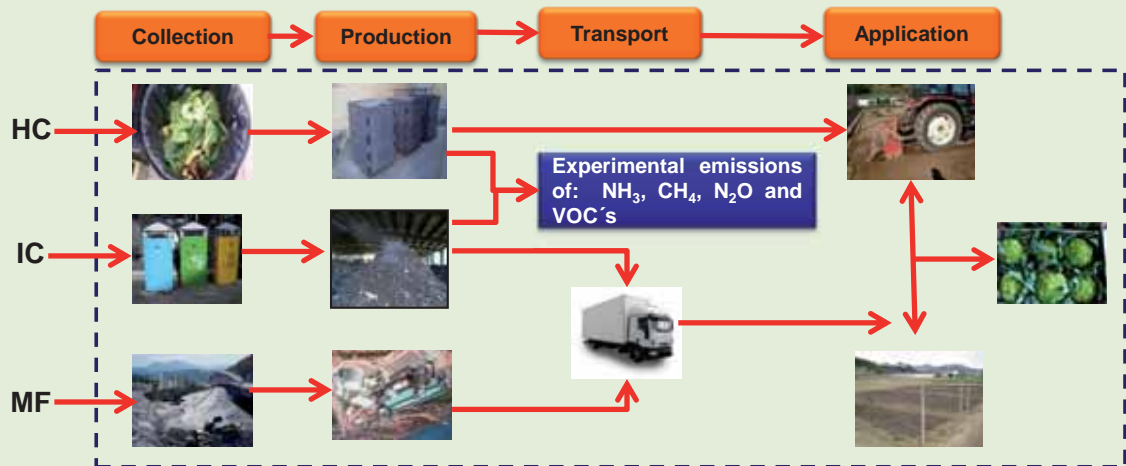 Collection
Production
Transport
Application
HC
Experimental emissions
of: NH₃, CH₄, N₂O and
VOC´s
IC
MF